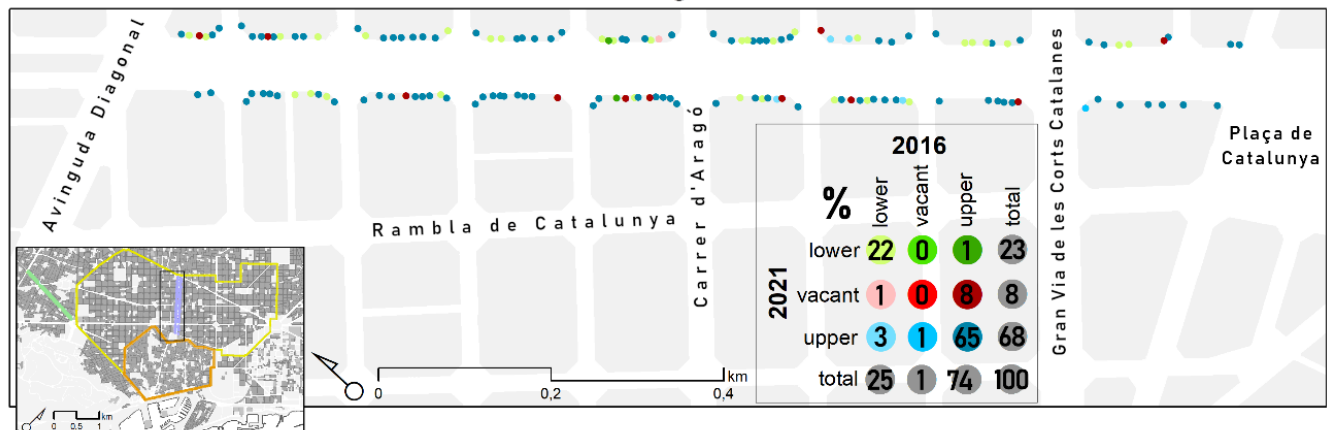 Avinguda Diagonal
Rambla de Catalunya
Carrer d'Aragó
Gran Via de les Corts Catalanes
Plaça de
Catalunya
2016
% lower vacant upper total
2021
lower 22 0 1 23
vacant 1 0 8 8
upper 3 1 65 68
total 25 1 74 100
km
0 0,2 0,4
km
0 0.5 1